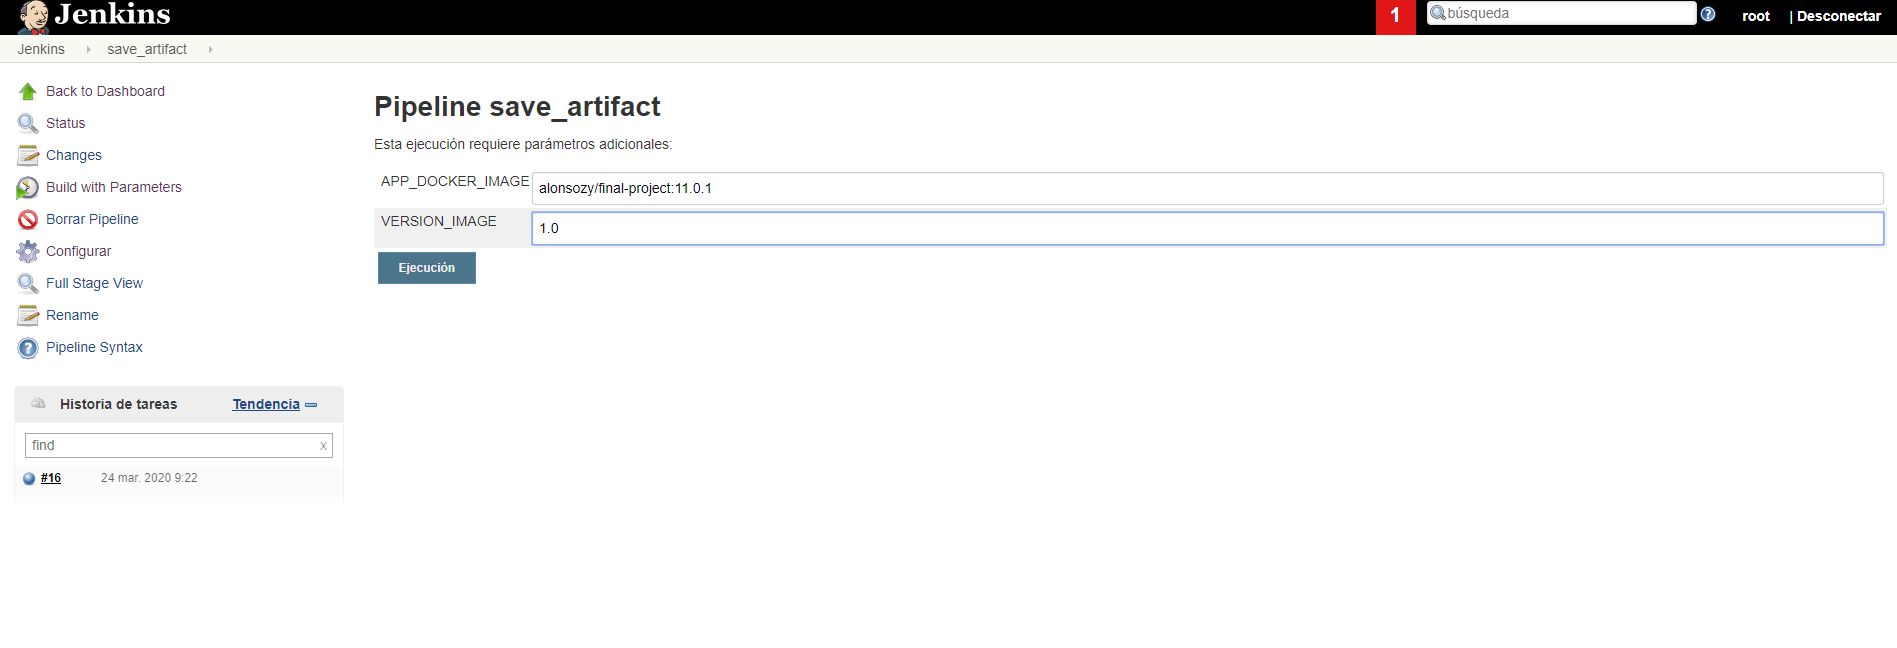 Jenkins
1
búsqueda
root
| Desconectar
Jenkins
save_artifact
Back to Dashboard
Status
Changes
Build with Parameters
Borrar Pipeline
Configurar
Full Stage View
Rename
Pipeline Syntax
Historia de tareas
Tendencia
find
x
#16
24 mar. 2020 9:22
Pipeline save_artifact
Esta ejecución requiere parámetros adicionales:
APP_DOCKER_IMAGE
alonsozy/final-project:11.0.1
VERSION_IMAGE
1.0
Ejecución